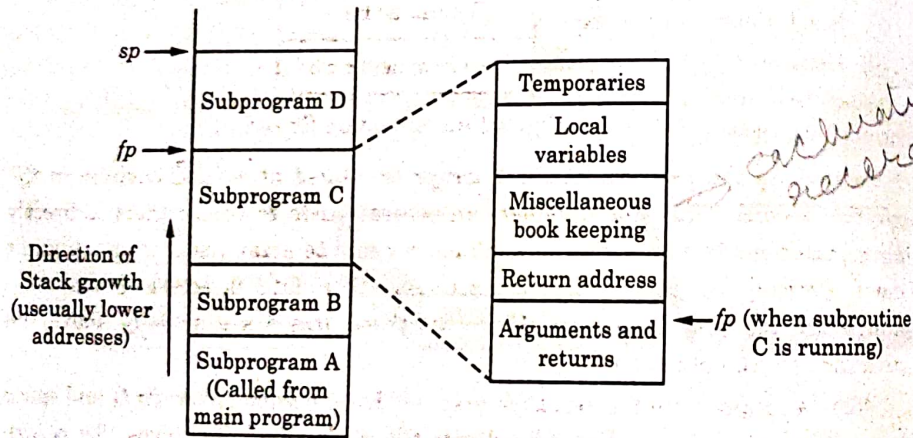 sp
Subprogram D
fp
Subprogram C
Direction of
Stack growth
(useually lower
addresses)
Subprogram B
Subprogram A
(Called from
main program)
Temporaries
Local
variables
Miscellaneous
book keeping
Return address
Arguments and
returns
fp (when subroutine
C is running)